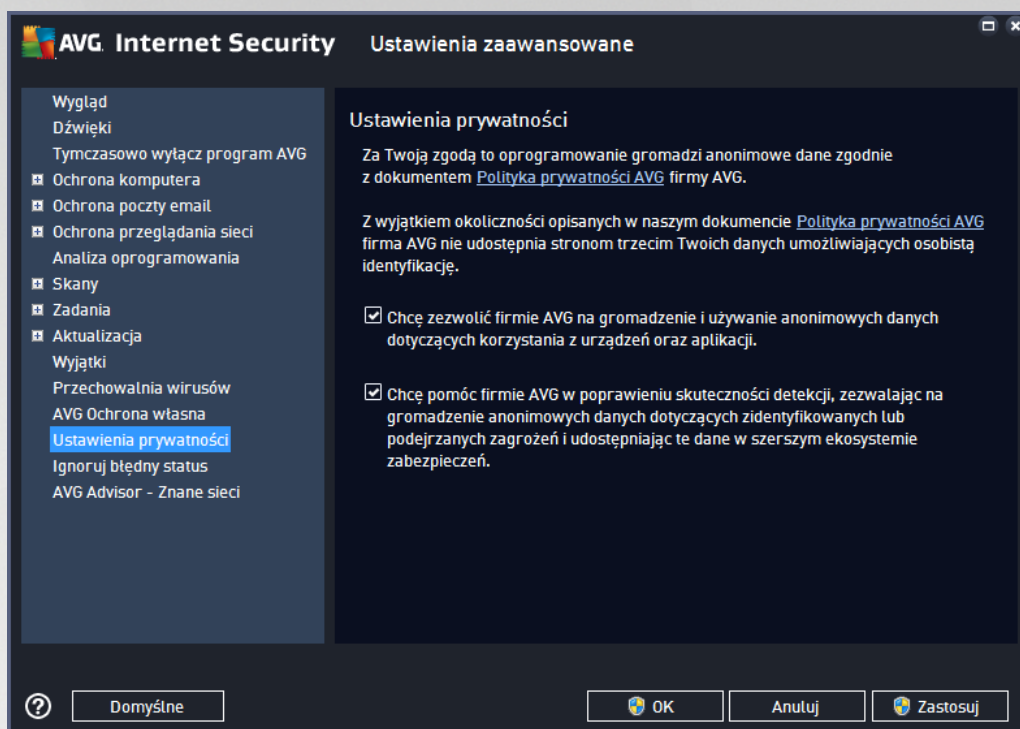 AVG. Internet Security Ustawienia zaawansowane
Wygląd
Dźwięki
Tymczasowo wyłącz program AVG
Ochrona komputera
Ochrona poczty email
Ochrona przeglądania sieci
Analiza oprogramowania
Skany
Zadania
Aktualizacja
Wyjątki
Przechowalnia wirusów
AVG Ochrona własna
Ustawienia prywatności
Ignoruj błędny status
AVG Advisor - Znane sieci
Ustawienia prywatności
Za Twoją zgodą to oprogramowanie gromadzi anonimowe dane zgodnie
z dokumentem Polityka prywatności AVG firmy AVG.
Z wyjątkiem okoliczności opisanych w naszym dokumencie Polityka prywatności AVG
firma AVG nie udostępnia stronom trzecim Twoich danych umożliwiających osobistą
identyfikację.
Chcę zezwolić firmie AVG na gromadzenie i używanie anonimowych danych
dotyczących korzystania z urządzeń oraz aplikacji.
Chcę pomóc firmie AVG w poprawieniu skuteczności detekcji, zezwalając na
gromadzenie anonimowych danych dotyczących zidentyfikowanych lub
podejrzanych zagrożeń i udostępniając te dane w szerszym ekosystemie
zabezpieczeń.
? Domyślne OK Anuluj Zastosuj